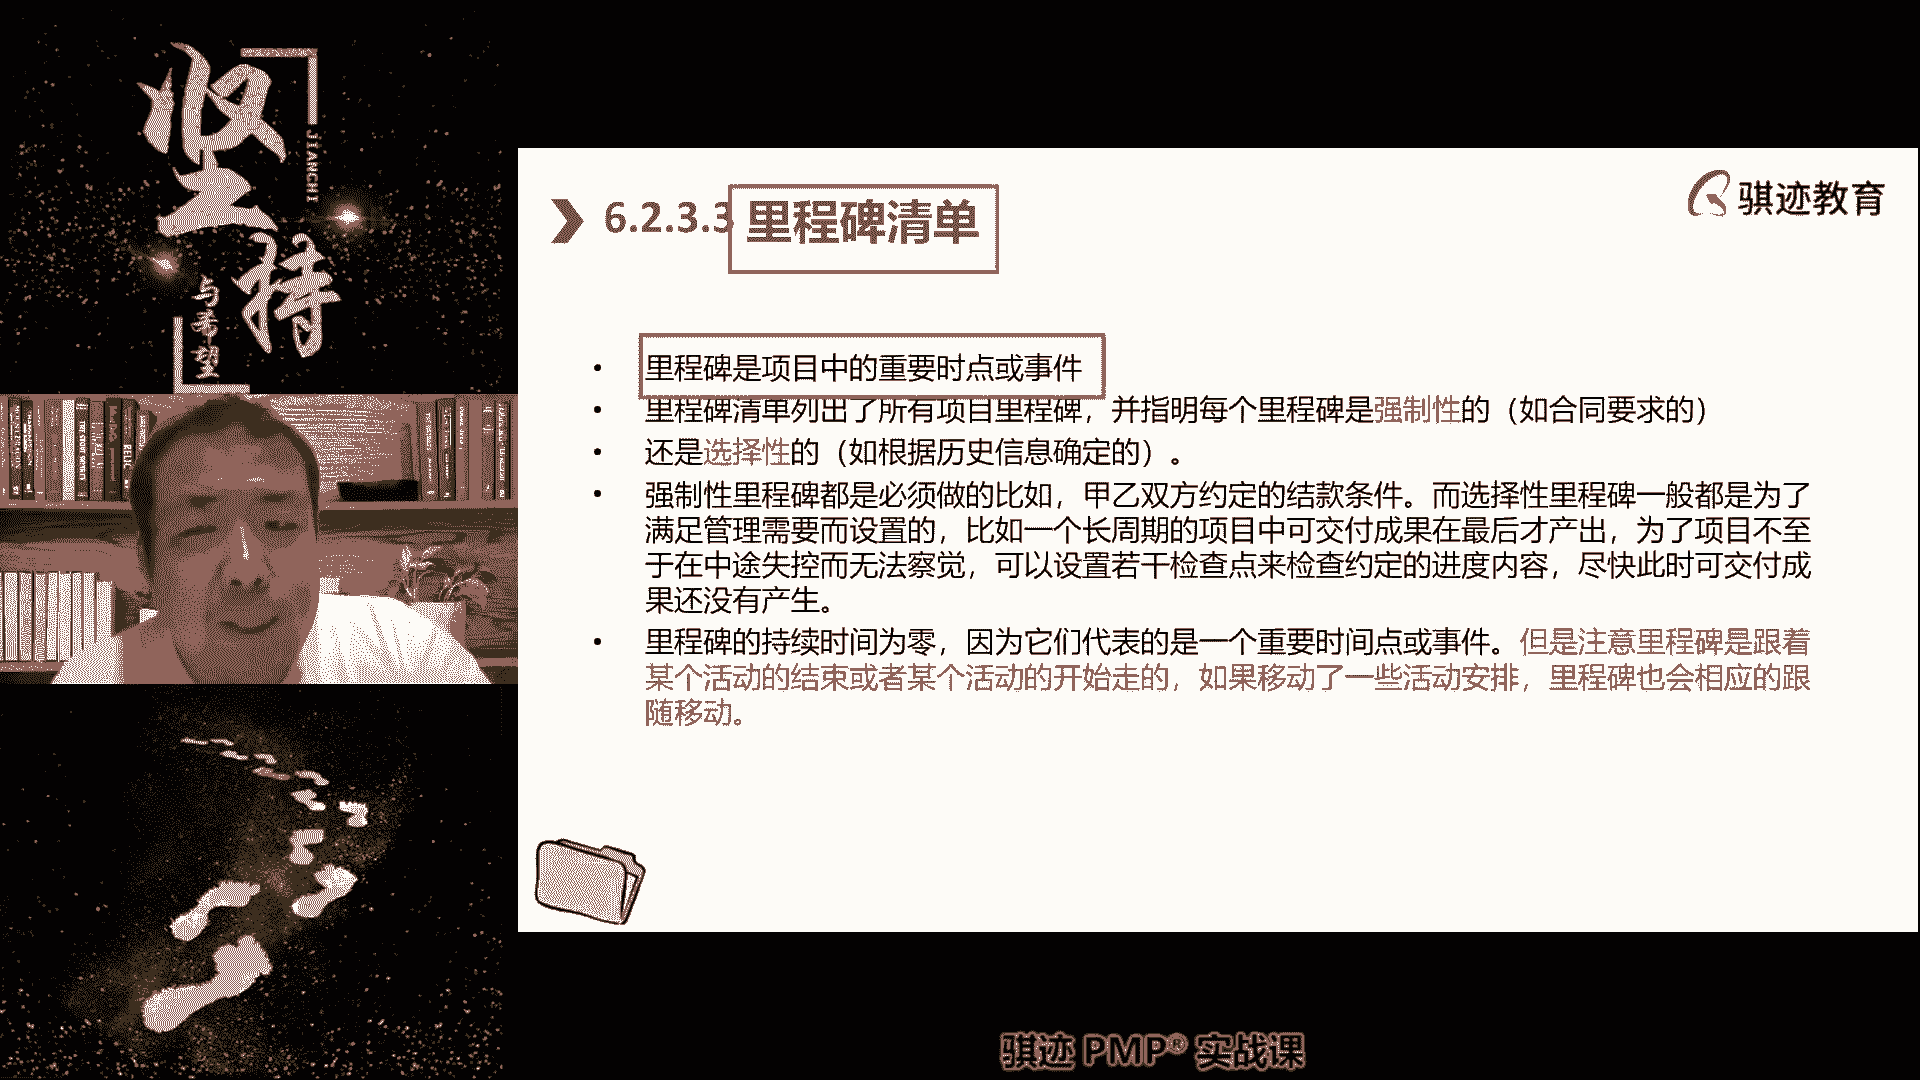 坚持
JIANCHI
与希望
骐迹教育
6.2.3.3 里程碑清单
• 里程碑是项目中的重要时点或事件
• 里程碑清单列出了所有项目里程碑，并指明每个里程碑是强制性的（如合同要求的）
• 还是选择性的（如根据历史信息确定的）。
• 强制性里程碑都是必须做的比如，甲乙双方约定的结款条件。而选择性里程碑一般都是为了
满足管理需要而设置的，比如一个长周期的项目中可交付成果在最后才产出，为了项目不至
于在中途失控而无法察觉，可以设置若干检查点来检查约定的进度内容，尽快此时可交付成
果还没有产生。
• 里程碑的持续时间为零，因为它们代表的是一个重要时间点或事件。但是注意里程碑是跟着
某个活动的结束或者某个活动的开始走的，如果移动了一些活动安排，里程碑也会相应的跟
随移动。
骐迹 PMP® 实战课